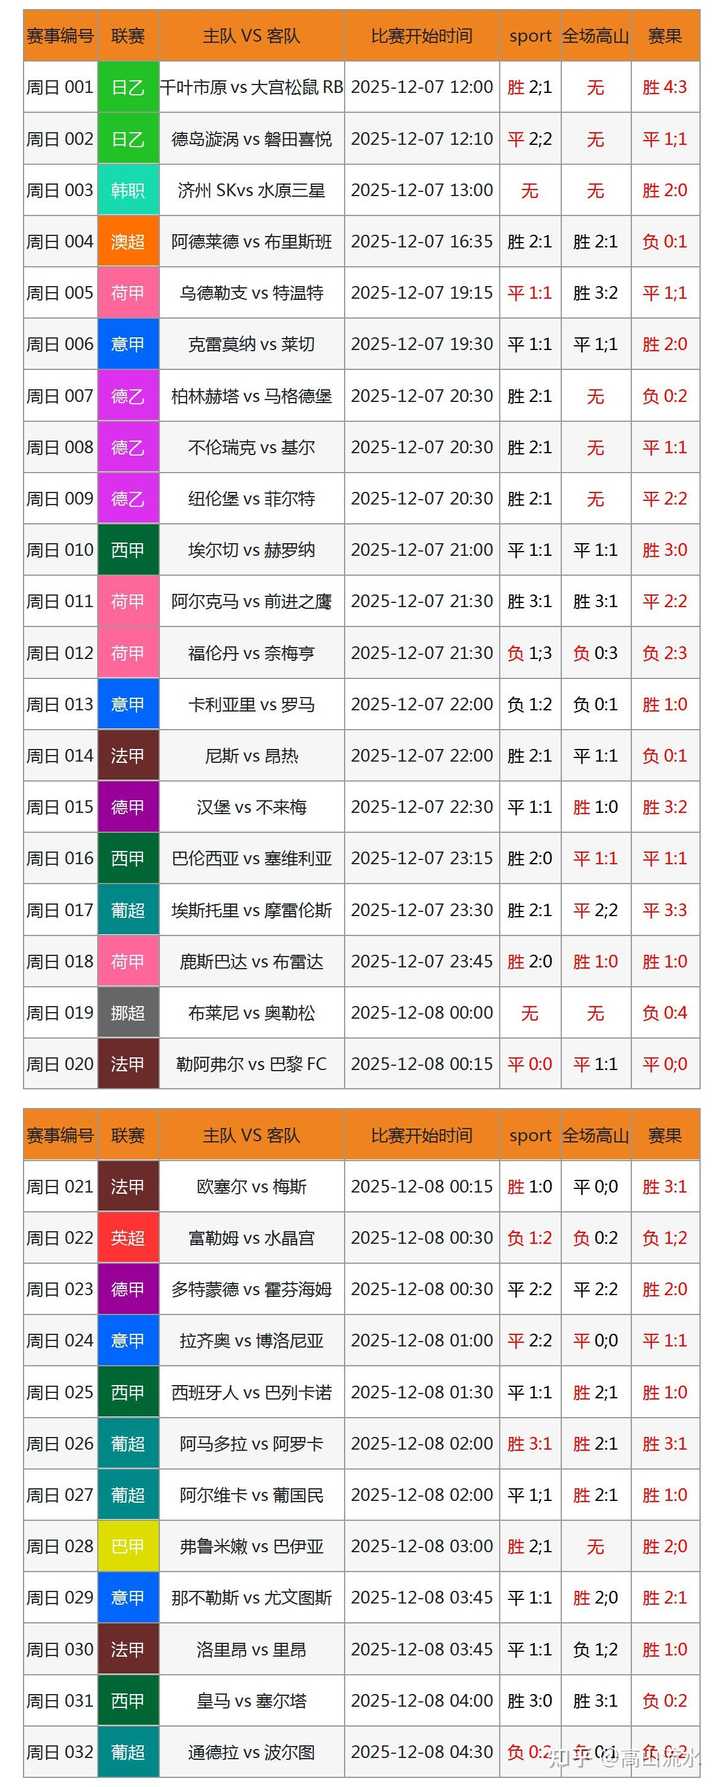 赛事编号 联赛 主队 VS 客队 比赛开始时间 sport 全场高山 赛果
周日 001 日乙 千叶市原 vs 大宫松鼠 RB 2025-12-07 12:00 胜 2;1 无 胜 4:3
周日 002 日乙 德岛漩涡 vs 磐田喜悦 2025-12-07 12:10 平 2;2 无 平 1;1
周日 003 韩职 济州 SKvs 水原三星 2025-12-07 13:00 无 无 胜 2:0
周日 004 澳超 阿德莱德 vs 布里斯班 2025-12-07 16:35 胜 2:1 胜 2:1 负 0:1
周日 005 荷甲 乌德勒支 vs 特温特 2025-12-07 19:15 平 1:1 胜 3:2 平 1;1
周日 006 意甲 克雷莫纳 vs 莱切 2025-12-07 19:30 平 1:1 平 1;1 胜 2:0
周日 007 德乙 柏林赫塔 vs 马格德堡 2025-12-07 20:30 胜 2:1 无 负 0:2
周日 008 德乙 不伦瑞克 vs 基尔 2025-12-07 20:30 胜 2:1 无 平 1:1
周日 009 德乙 纽伦堡 vs 菲尔特 2025-12-07 20:30 胜 2:1 无 平 2:2
周日 010 西甲 埃尔切 vs 赫罗纳 2025-12-07 21:00 平 1:1 平 1:1 胜 3:0
周日 011 荷甲 阿尔克马 vs 前进之鹰 2025-12-07 21:30 胜 3:1 胜 3:1 平 2:2
周日 012 荷甲 福伦丹 vs 奈梅亨 2025-12-07 21:30 负 1;3 负 0:3 负 2:3
周日 013 意甲 卡利亚里 vs 罗马 2025-12-07 22:00 负 1:2 负 0:1 胜 1:0
周日 014 法甲 尼斯 vs 昂热 2025-12-07 22:00 胜 2:1 平 1:1 负 0:1
周日 015 德甲 汉堡 vs 不来梅 2025-12-07 22:30 平 1:1 胜 1:0 胜 3:2
周日 016 西甲 巴伦西亚 vs 塞维利亚 2025-12-07 23:15 胜 2:0 平 1:1 平 1:1
周日 017 葡超 埃斯托里 vs 摩雷伦斯 2025-12-07 23:30 胜 2:1 平 2;2 平 3:3
周日 018 荷甲 鹿斯巴达 vs 布雷达 2025-12-07 23:45 胜 2:0 胜 1:0 胜 1:0
周日 019 挪超 布莱尼 vs 奥勒松 2025-12-08 00:00 无 无 负 0:4
周日 020 法甲 勒阿弗尔 vs 巴黎 FC 2025-12-08 00:15 平 0:0 平 1:1 平 0;0
赛事编号 联赛 主队 VS 客队 比赛开始时间 sport 全场高山 赛果
周日 021 法甲 欧塞尔 vs 梅斯 2025-12-08 00:15 胜 1:0 平 0;0 胜 3:1
周日 022 英超 富勒姆 vs 水晶宫 2025-12-08 00:30 负 1:2 负 0:2 负 1;2
周日 023 德甲 多特蒙德 vs 霍芬海姆 2025-12-08 00:30 平 2:2 平 2:2 胜 2:0
周日 024 意甲 拉齐奥 vs 博洛尼亚 2025-12-08 01:00 平 2:2 平 0;0 平 1:1
周日 025 西甲 西班牙人 vs 巴列卡诺 2025-12-08 01:30 平 1:1 胜 2;1 胜 1:0
周日 026 葡超 阿马多拉 vs 阿罗卡 2025-12-08 02:00 胜 3:1 胜 2:1 胜 3:1
周日 027 葡超 阿尔维卡 vs 葡国民 2025-12-08 02:00 平 1;1 胜 2:1 胜 1:0
周日 028 巴甲 弗鲁米嫩 vs 巴伊亚 2025-12-08 03:00 胜 2;1 无 胜 2;0
周日 029 意甲 那不勒斯 vs 尤文图斯 2025-12-08 03:45 平 1:1 胜 2;0 胜 2:1
周日 030 法甲 洛里昂 vs 里昂 2025-12-08 03:45 平 1:1 负 1;2 胜 1:0
周日 031 西甲 皇马 vs 塞尔塔 2025-12-08 04:00 胜 3:0 胜 3:1 负 0:2
周日 032 葡超 通德拉 vs 波尔图 2025-12-08 04:30 负 0:2 负 0:1 负 0:2
知乎 @高山流水